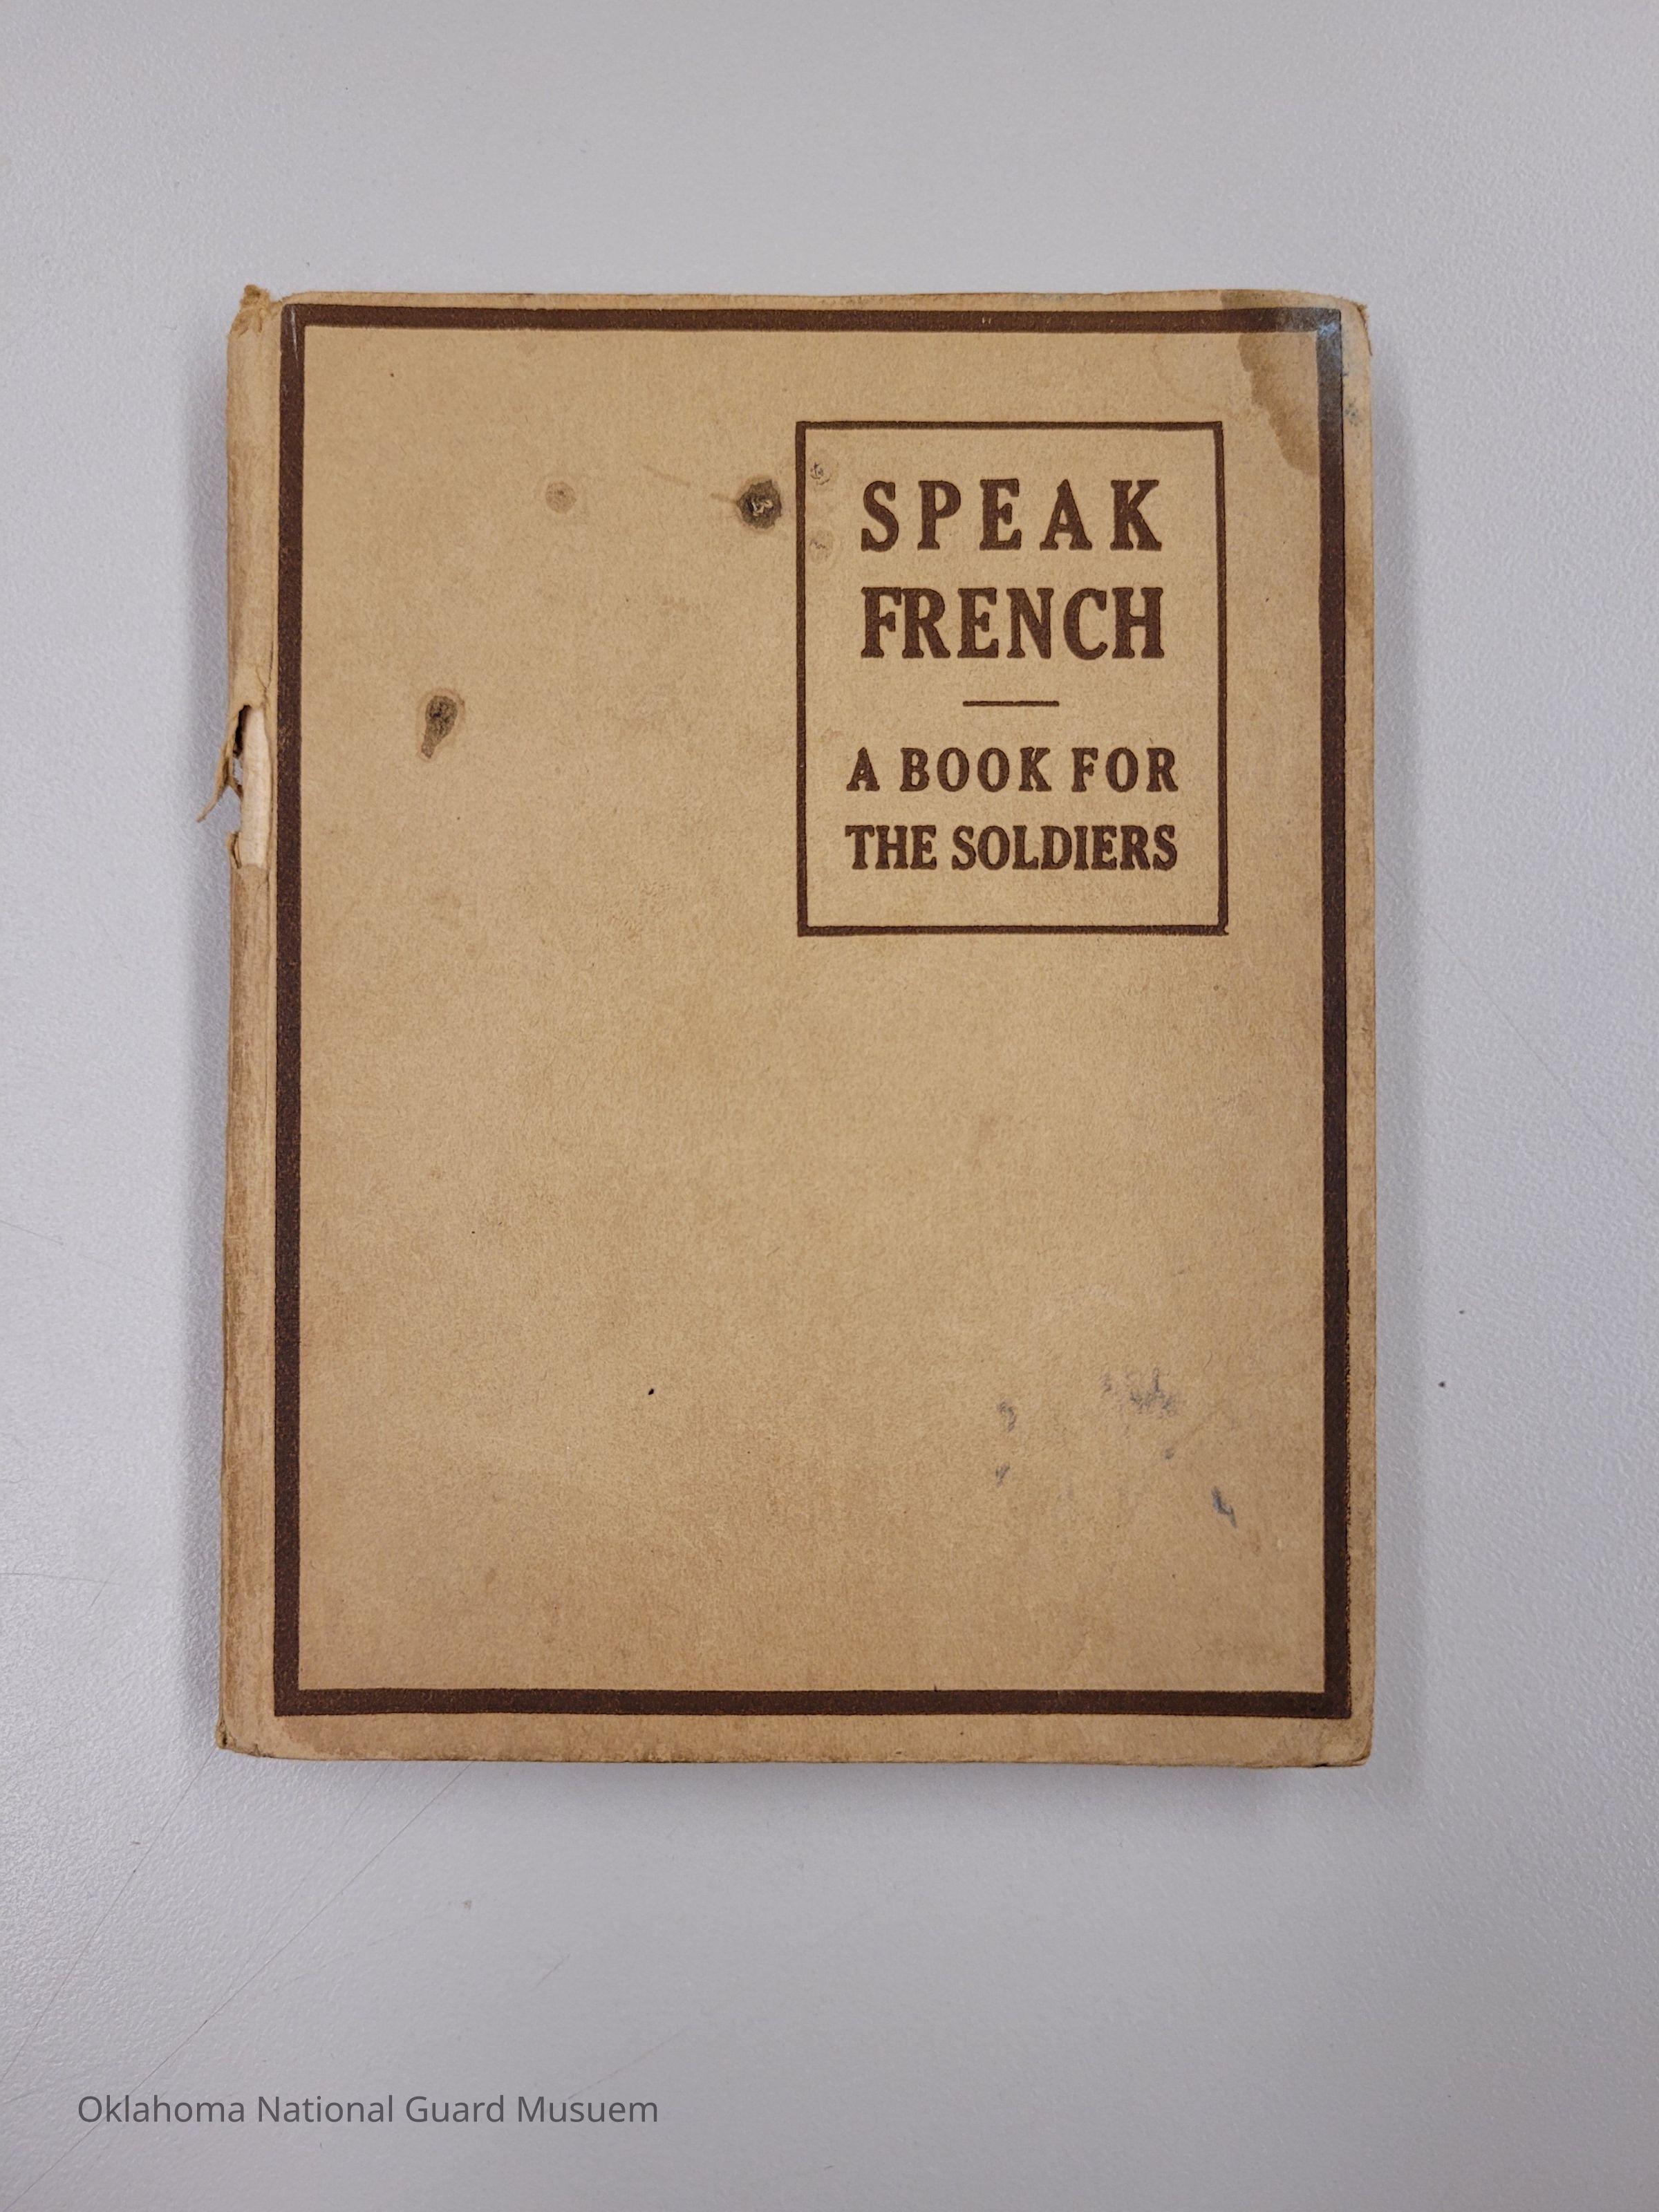 SPEAK
FRENCH
A BOOK FOR
THE SOLDIERS
Oklahoma National Guard Musuem